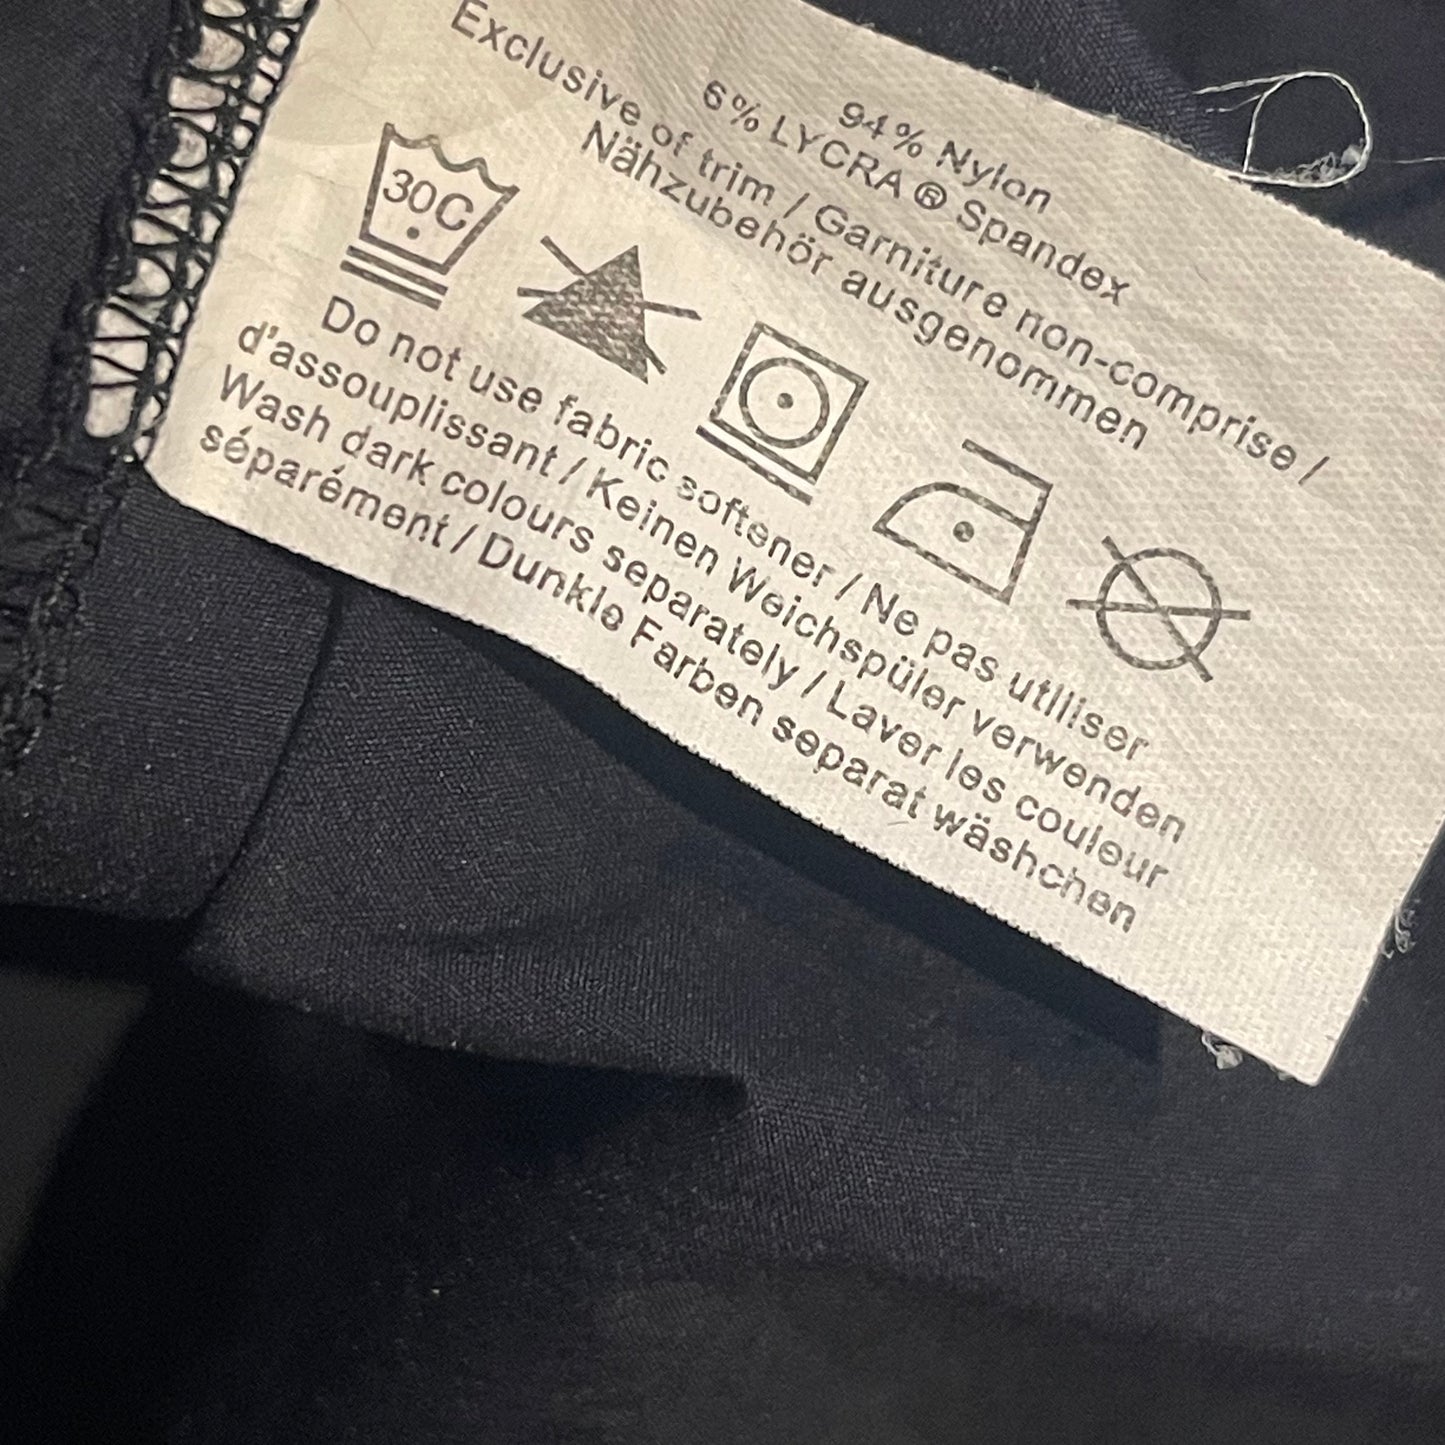 94% Nylon
6% LYCRA ® Spandex
Exclusive of trim / Garniture non-comprise /
Nähzubehör ausgenommen
30C
Do not use fabric softener / Ne pas utiliser
d'assouplissant / Keinen Weichspüler verwenden
Wash dark colours separately / Laver les couleur
séparément / Dunkle Farben separat wäshchen